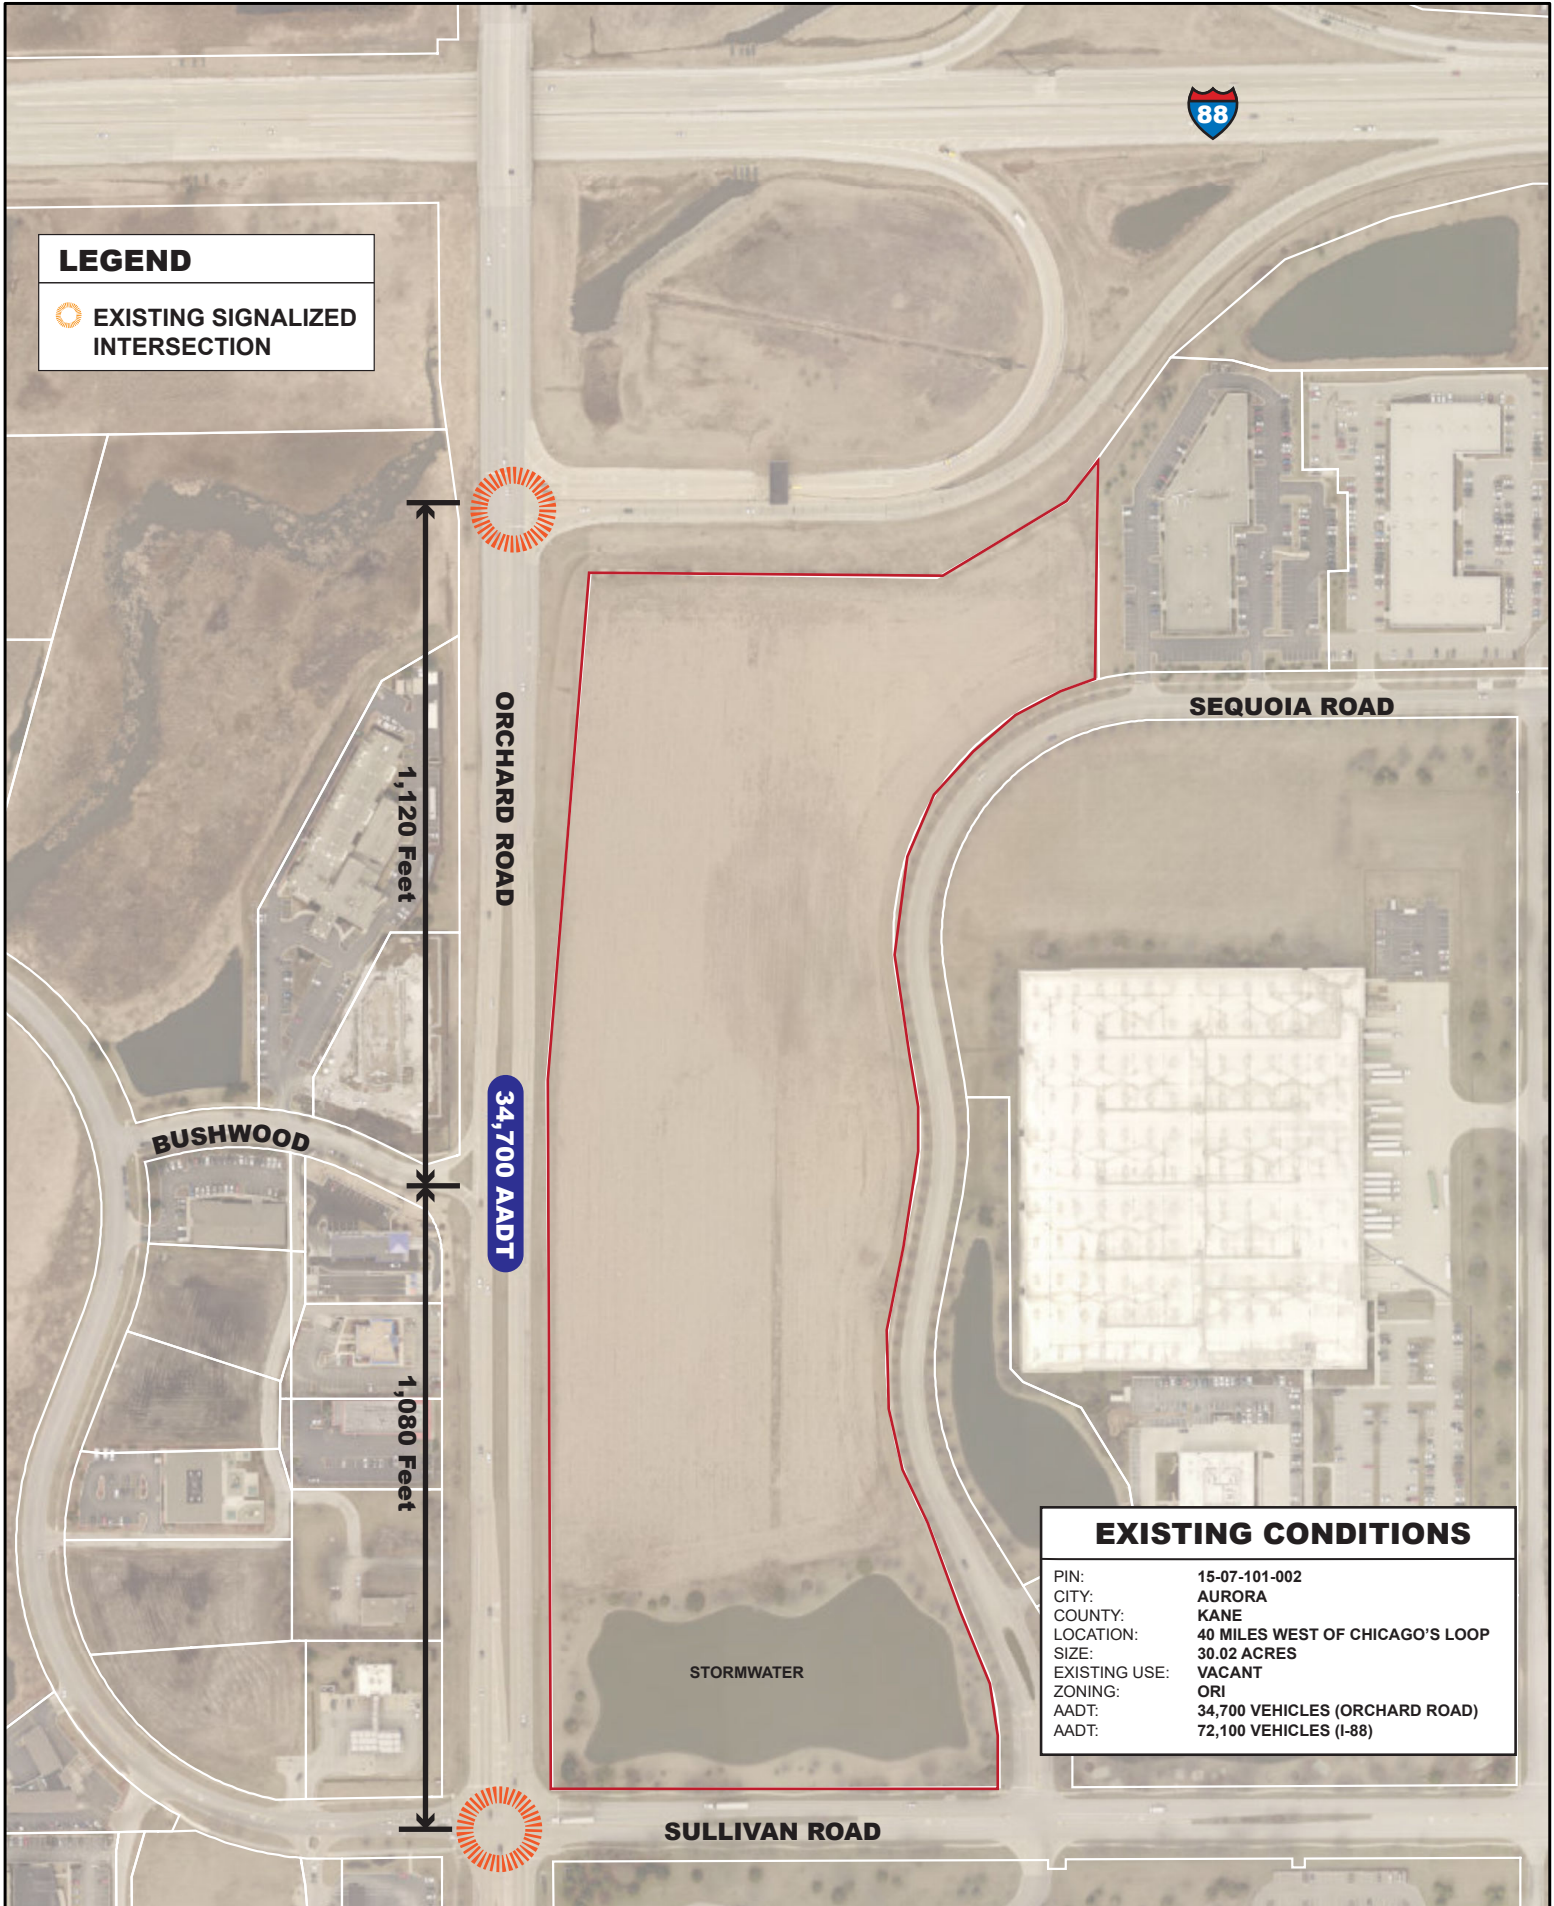 88
LEGEND
EXISTING SIGNALIZED
INTERSECTION
ORCHARD ROAD
SEQUOIA ROAD
1,120 Feet
34,700 AADT
BUSHWOOD
1,080 Feet
EXISTING CONDITIONS
PIN: 15-07-101-002
CITY: AURORA
COUNTY: KANE
LOCATION: 40 MILES WEST OF CHICAGO'S LOOP
SIZE: 30.02 ACRES
EXISTING USE: VACANT
ZONING: ORI
AADT: 34,700 VEHICLES (ORCHARD ROAD)
AADT: 72,100 VEHICLES (I-88)
STORMWATER
SULLIVAN ROAD